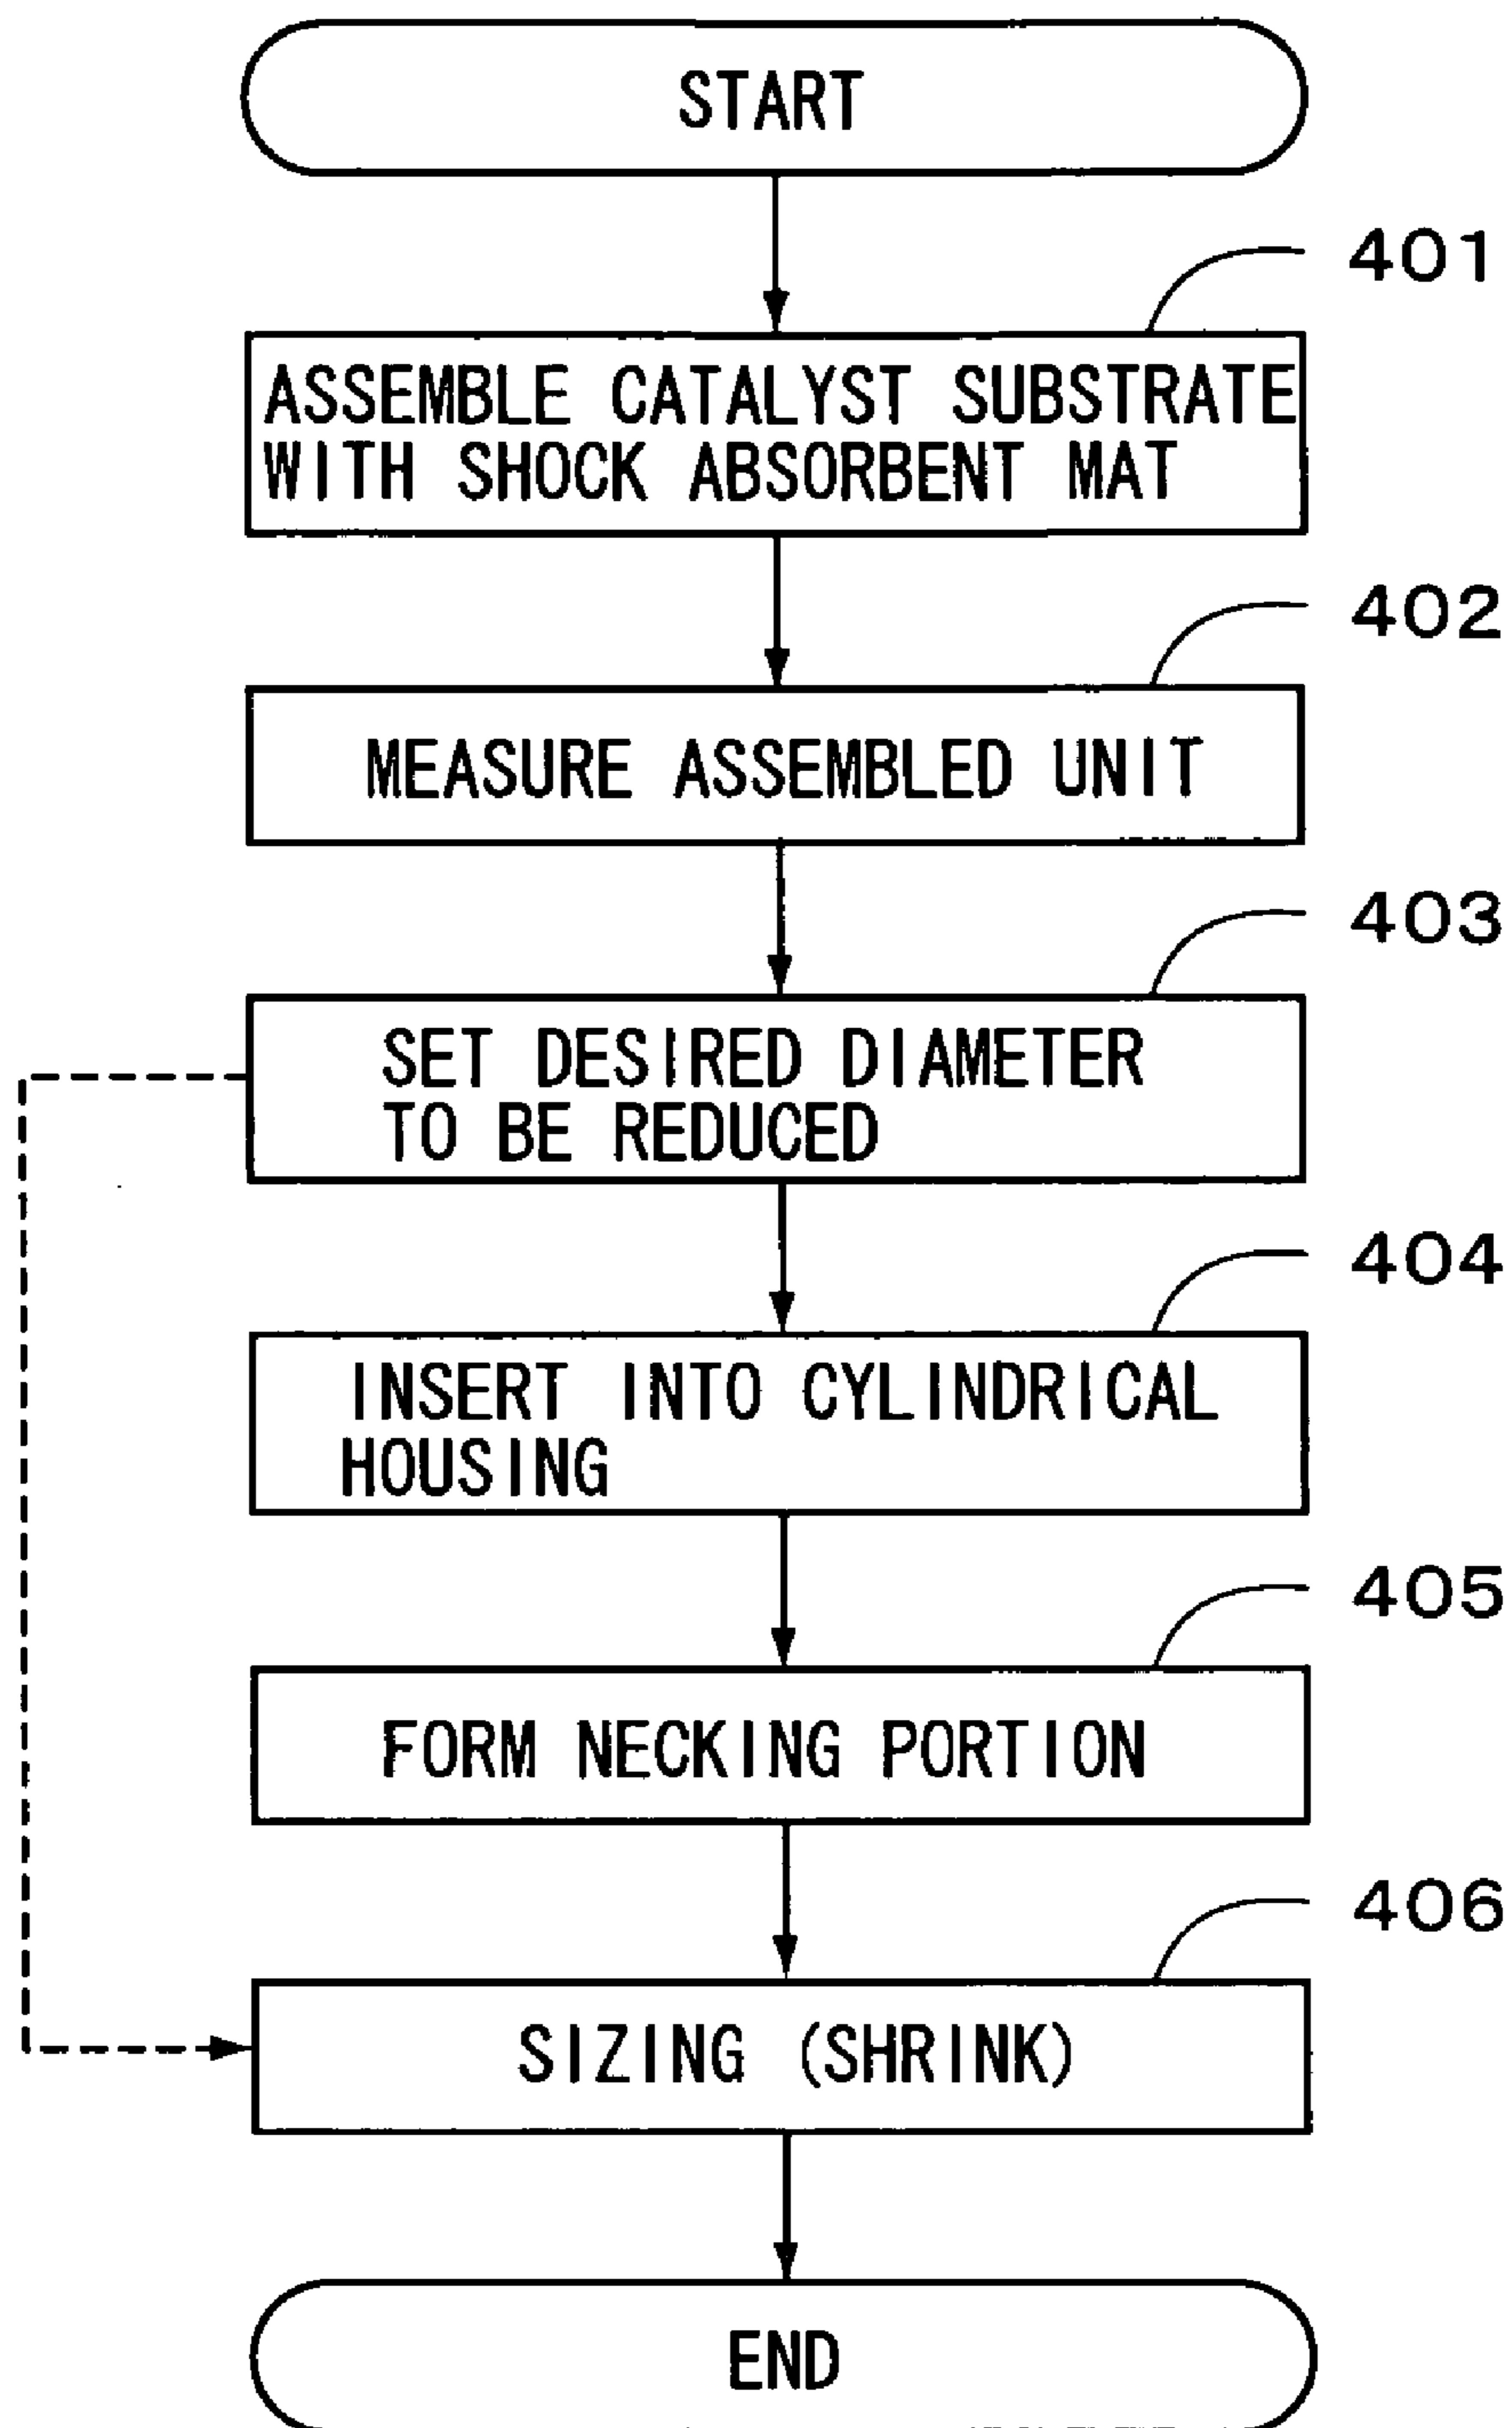 START
401
ASSEMBLE CATALYST SUBSTRATE
WITH SHOCK ABSORBENT MAT
402
MEASURE ASSEMBLED UNIT
403
SET DESIRED DIAMETER
TO BE REDUCED
404
INSERT INTO CYLINDRICAL
HOUSING
405
FORM NECKING PORTION
406
SIZING (SHRINK)
END